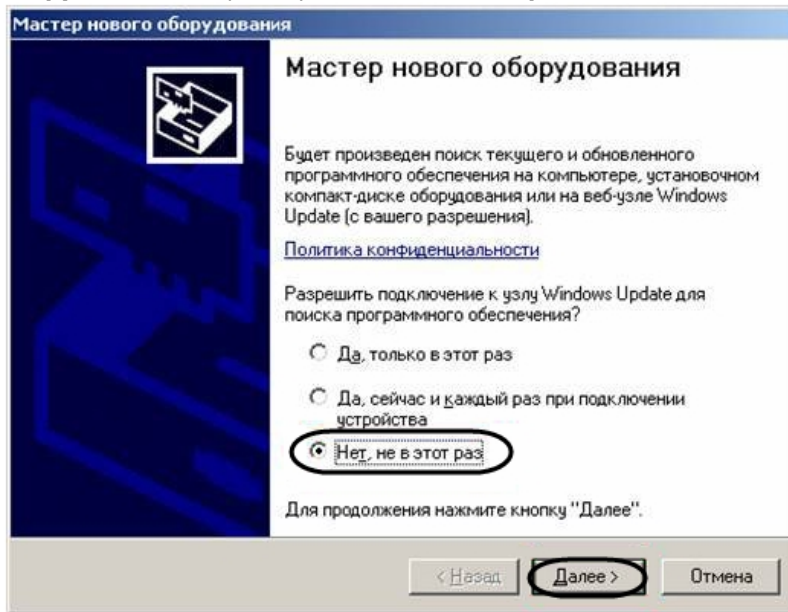 Мастер нового оборудования
Мастер нового оборудования
Будет произведен поиск текущего и обновленного
программного обеспечения на компьютере, установочном
компакт-диске оборудования или на веб-узле Windows
Update (с вашего разрешения).
Политика конфиденциальности
Разрешить подключение к узлу Windows Update для
поиска программного обеспечения?
Да, только в этот раз
Да, сейчас и каждый раз при подключении
устройства
Нет, не в этот раз
Для продолжения нажмите кнопку "Далее".
< Назад Далее > Отмена